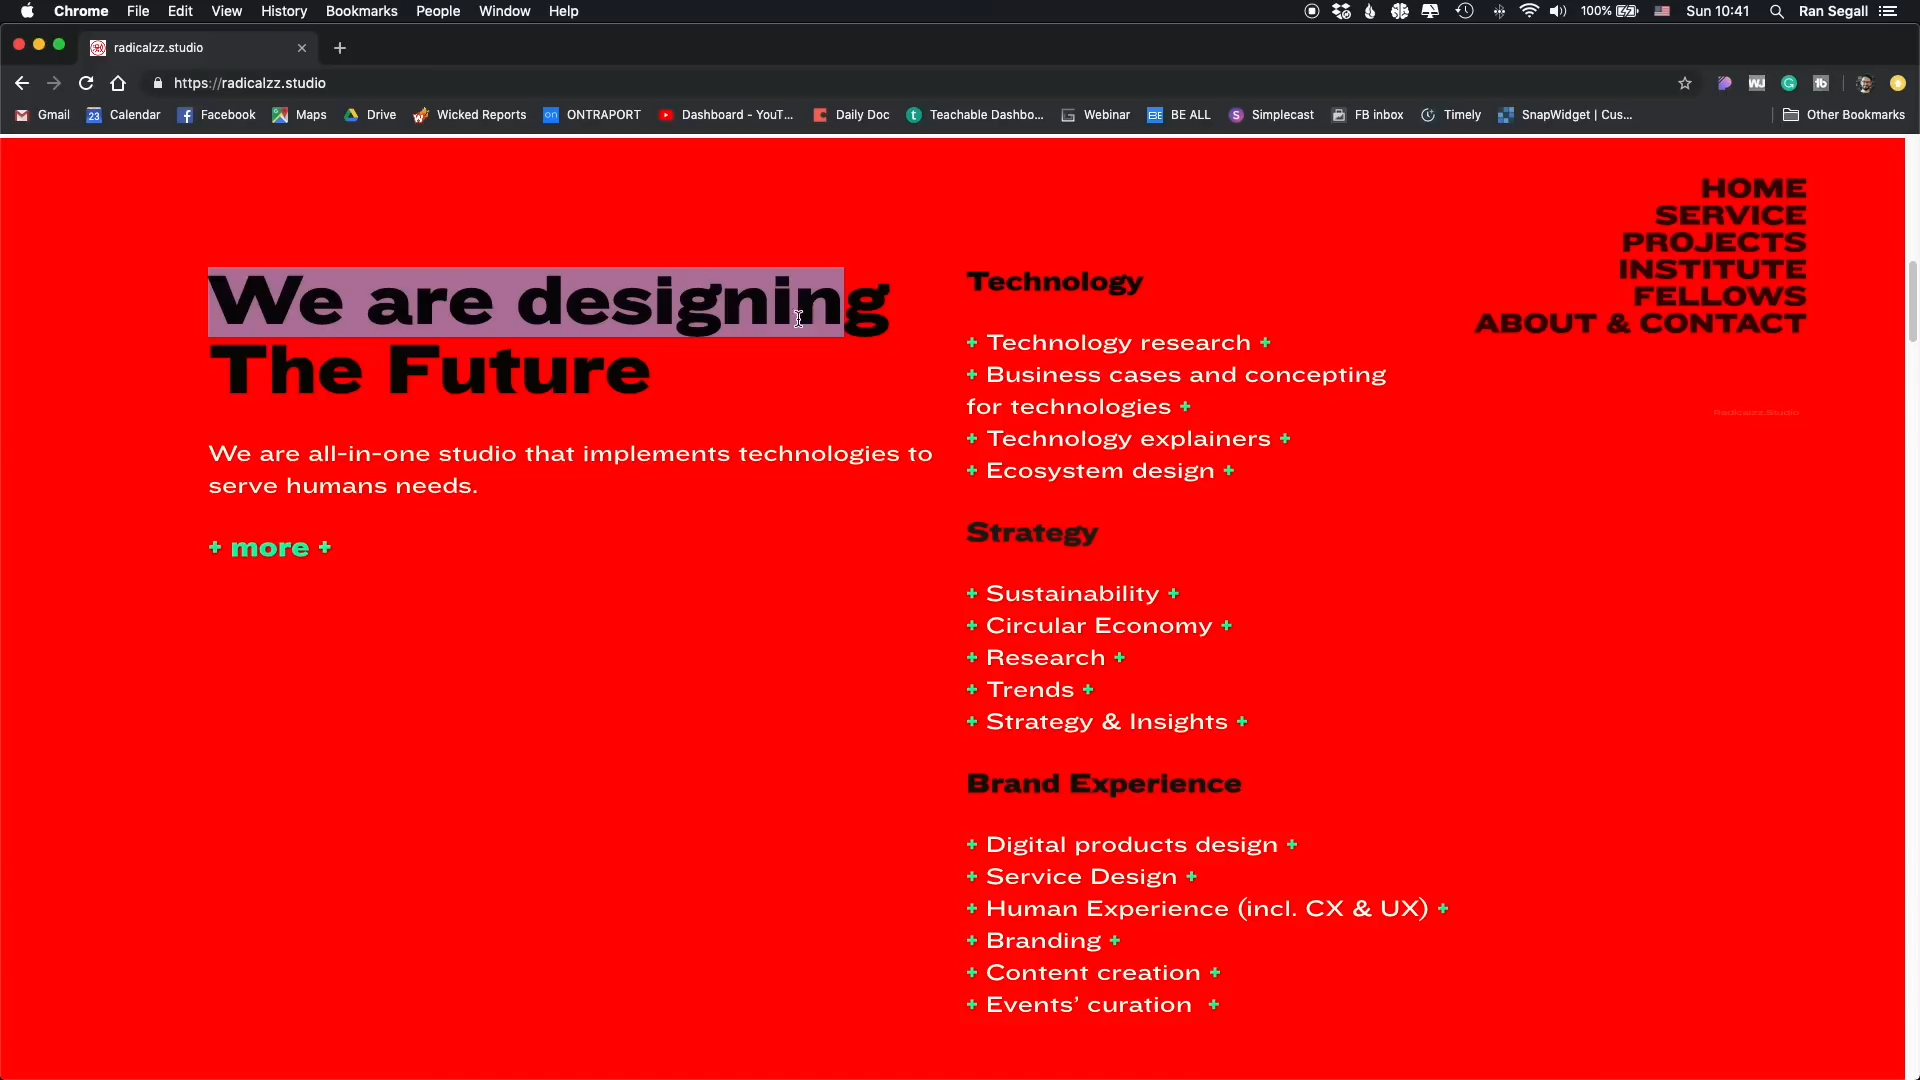 Chrome File Edit View History Bookmarks People Window Help 100% Sun 10:41 Ran Segall
radicalzz.studio
https://radicalzz.studio
Gmail 23 Calendar Facebook Maps Drive Wicked Reports on ONTRAPORT Dashboard - YouT... Daily Doc Teachable Dashbo... Webinar BE BE ALL Simplecast FB inbox Timely SnapWidget | Cus... Other Bookmarks
HOME
SERVICE
PROJECTS
INSTITUTE
FELLOWS
ABOUT & CONTACT
Radicalzz.Studio
We are designing
The Future
We are all-in-one studio that implements technologies to
serve humans needs.
+ more +
Technology
+ Technology research +
+ Business cases and concepting
for technologies +
+ Technology explainers +
+ Ecosystem design +
Strategy
+ Sustainability +
+ Circular Economy +
+ Research +
+ Trends +
+ Strategy & Insights +
Brand Experience
+ Digital products design +
+ Service Design +
+ Human Experience (incl. CX & UX) +
+ Branding +
+ Content creation +
+ Events’ curation +